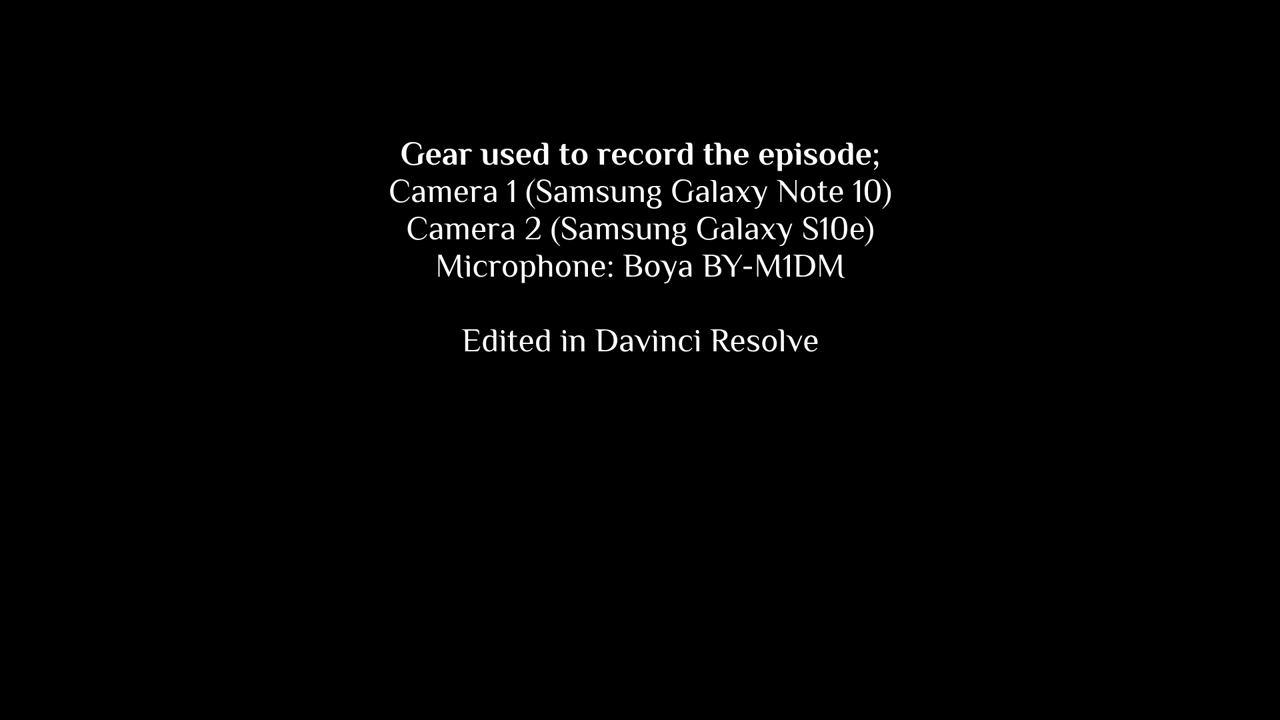 Gear used to record the episode;
Camera 1 (Samsung Galaxy Note 10)
Camera 2 (Samsung Galaxy S10e)
Microphone: Boya BY-M1DM
Edited in Davinci Resolve